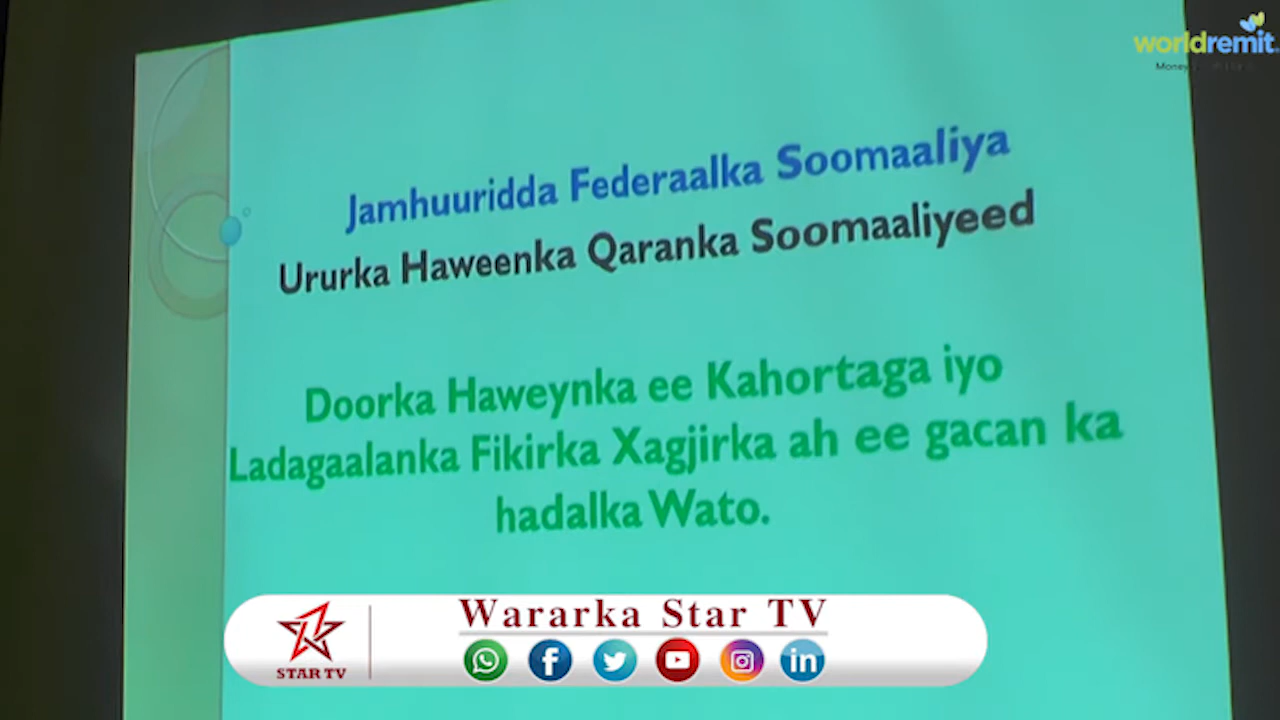 worldremit
Jamhuuridda Federaalka Soomaaliya
Ururka Haweenka Qaranka Soomaaliyeed
Doorka Haweynka ee Kahortaga iyo
Ladagaalanka Fikirka Xagjirka ah ee gacan ka
hadalka Wato.
Wararka Star TV
STAR TV